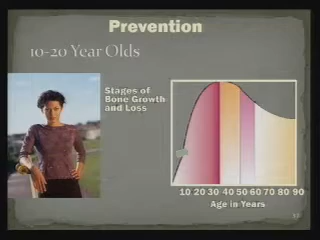 Prevention
10-20 Year Olds
Stages of
Bone Growth
and Loss
10 20 30 40 50 60 70 80 90
Age in Years